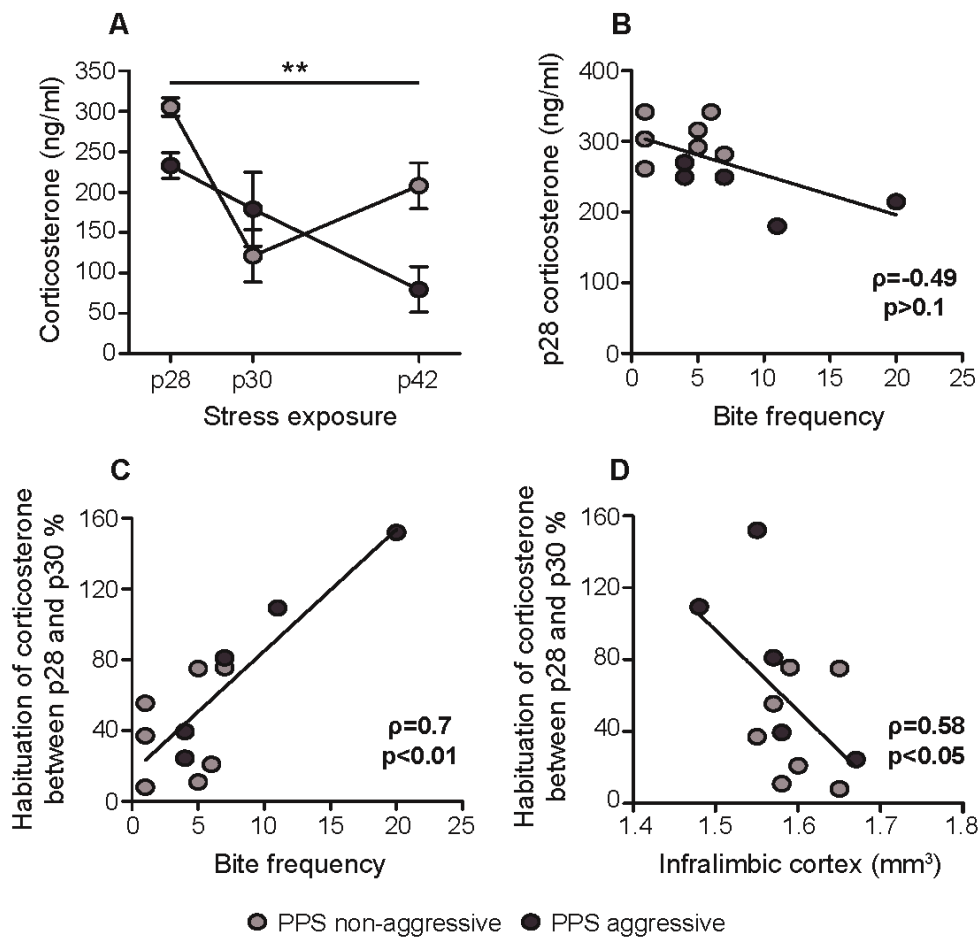 A
**
Corticosterone (ng/ml)
350
300
250
200
150
100
50
0
p28 p30 p42
Stress exposure
B
p28 corticosterone (ng/ml)
400
300
200
100
0
ρ=-0.49
p>0.1
0 5 10 15 20 25
Bite frequency
C
Habituation of corticosterone
between p28 and p30 %
160
120
80
40
0
ρ=0.7
p<0.01
0 5 10 15 20 25
Bite frequency
D
Habituation of corticosterone
between p28 and p30 %
160
120
80
40
0
ρ=0.58
p<0.05
1.4 1.5 1.6 1.7 1.8
Infralimbic cortex (mm³)
PPS non-aggressive PPS aggressive